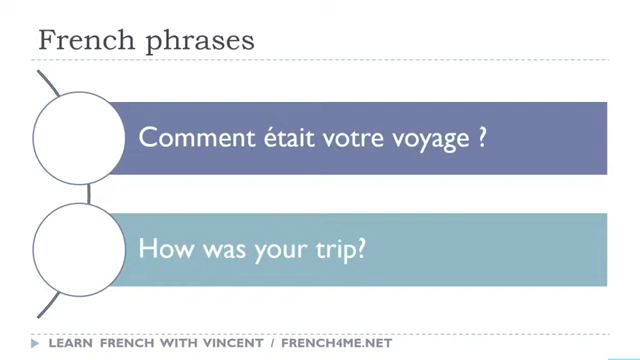 French phrases
Comment était votre voyage ?
How was your trip?
LEARN FRENCH WITH VINCENT / FRENCH4ME.NET